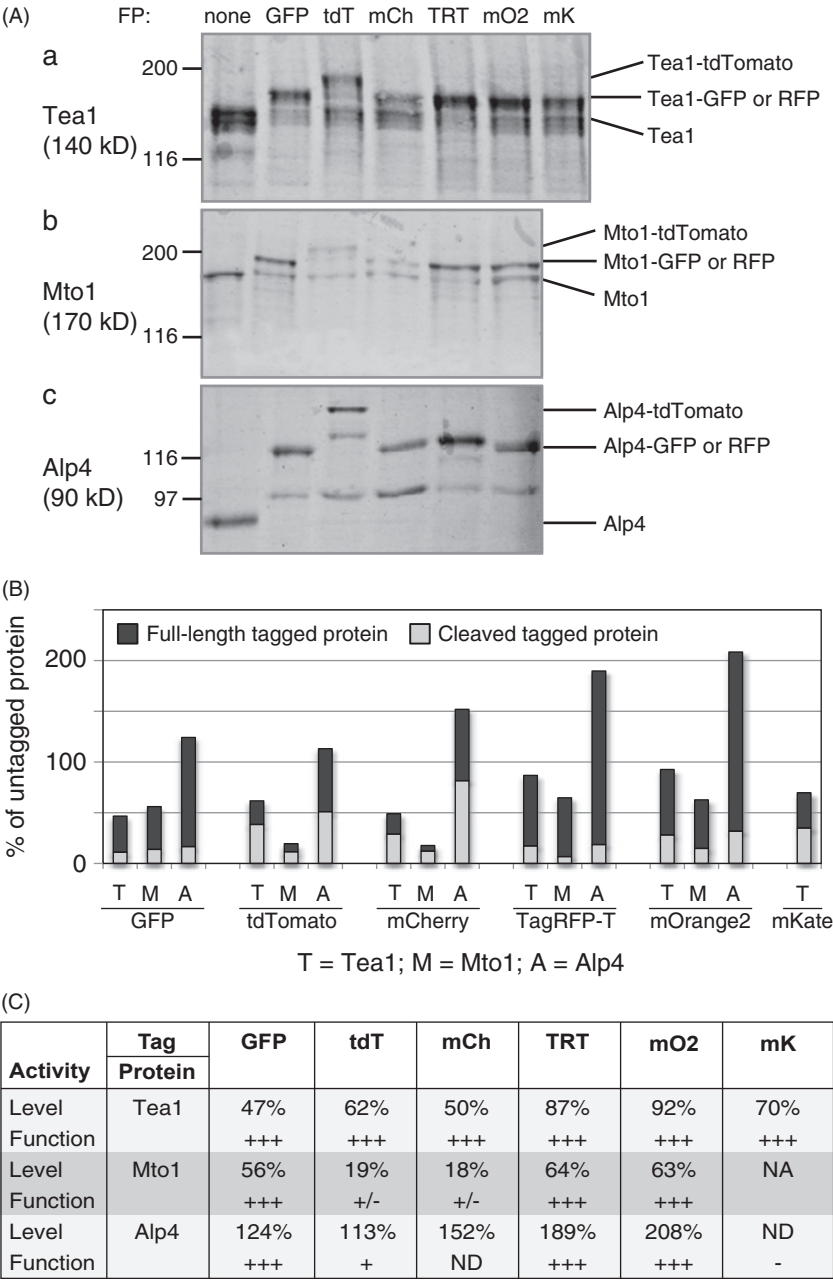 (A) FP: none GFP tdT mCh TRT mO2 mK
a
200
Tea1
(140 kD)
116
Tea1-tdTomato
Tea1-GFP or RFP
Tea1
b
200
Mto1
(170 kD)
116
Mto1-tdTomato
Mto1-GFP or RFP
Mto1
c
Alp4
(90 kD)
116
97
Alp4-tdTomato
Alp4-GFP or RFP
Alp4
(B)
% of untagged protein
Full-length tagged protein Cleaved tagged protein
200
100
0
T M A T M A T M A T M A T M A T
GFP tdTomato mCherry TagRFP-T mOrange2 mKate
T = Tea1; M = Mto1; A = Alp4
(C)
Activity Tag Protein GFP tdT mCh TRT mO2 mK
Level Tea1 47% 62% 50% 87% 92% 70%
Function +++ +++ +++ +++ +++ +++
Level Mto1 56% 19% 18% 64% 63% NA
Function +++ +/- +/- +++ +++
Level Alp4 124% 113% 152% 189% 208% ND
Function +++ + ND +++ +++ -